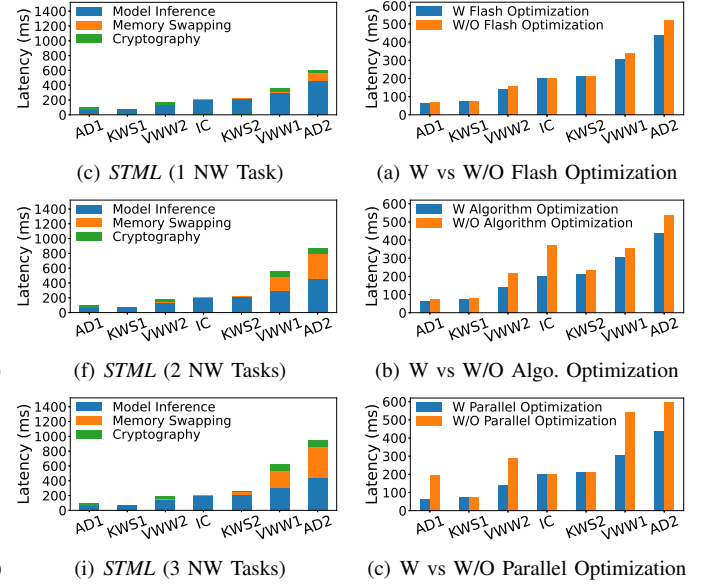 1400
1200
1000
800
600
400
200
0
Latency (ms)
Model Inference
Memory Swapping
Cryptography
AD1 KWS1 VWW2 IC KWS2 VWW1 AD2
(c) STML (1 NW Task)
600
500
400
300
200
100
0
Latency (ms)
W Flash Optimization
W/O Flash Optimization
AD1 KWS1 VWW2 IC KWS2 VWW1 AD2
(a) W vs W/O Flash Optimization
1400
1200
1000
800
600
400
200
0
Latency (ms)
Model Inference
Memory Swapping
Cryptography
AD1 KWS1 VWW2 IC KWS2 VWW1 AD2
(f) STML (2 NW Tasks)
600
500
400
300
200
100
0
Latency (ms)
W Algorithm Optimization
W/O Algorithm Optimization
AD1 KWS1 VWW2 IC KWS2 VWW1 AD2
(b) W vs W/O Algo. Optimization
1400
1200
1000
800
600
400
200
0
Latency (ms)
Model Inference
Memory Swapping
Cryptography
AD1 KWS1 VWW2 IC KWS2 VWW1 AD2
(i) STML (3 NW Tasks)
600
500
400
300
200
100
0
Latency (ms)
W Parallel Optimization
W/O Parallel Optimization
AD1 KWS1 VWW2 IC KWS2 VWW1 AD2
(c) W vs W/O Parallel Optimization